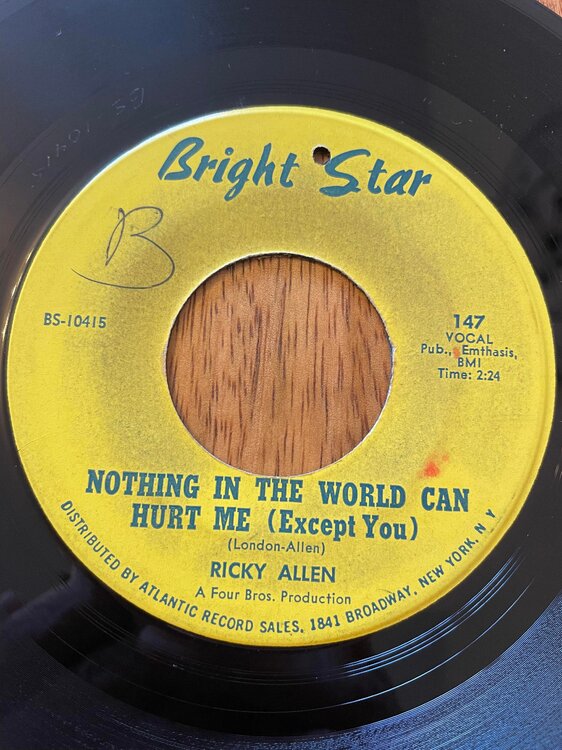 Bright Star
B
BS-10415
147
VOCAL
Pub., Emthasis,
BMI
Time: 2:24
NOTHING IN THE WORLD CAN
HURT ME (Except You)
(London-Allen)
RICKY ALLEN
A Four Bros. Production
DISTRIBUTED BY ATLANTIC RECORD SALES, 1841 BROADWAY, NEW YORK, N Y